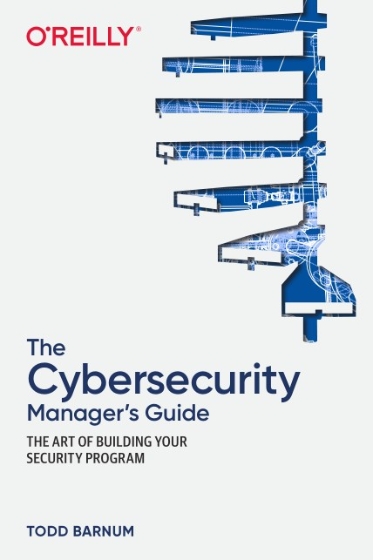 O'REILLY®
The
Cybersecurity
Manager's Guide
THE ART OF BUILDING YOUR
SECURITY PROGRAM
TODD BARNUM